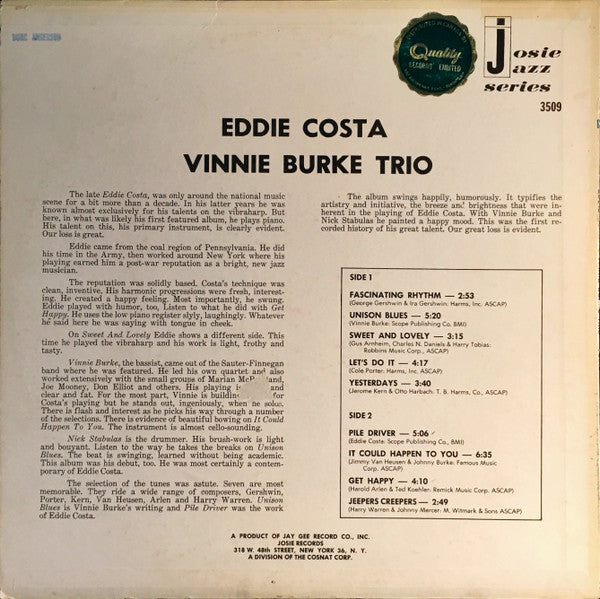 Quality
RECORDS LIMITED
Josie
Jazz
series
3509
EDDIE COSTA
VINNIE BURKE TRIO
The late Eddie Costa, was only around the national music
scene for a bit more than a decade. In his latter years he was
known almost exclusively for his talents on the vibraharp. But
here, in what was likely his first featured album, he plays piano.
His talent on this, his primary instrument, is clearly evident.
Our loss is great.
Eddie came from the coal region of Pennsylvania. He did
his time in the Army, then worked around New York where his
playing earned him a post-war reputation as a bright, new jazz
musician.
The reputation was solidly based. Costa's technique was
clean, inventive, His harmonic progressions were fresh, interest-
ing. He created a happy feeling. Most importantly, he swung.
Eddie played with humor, too, Listen to what he did with Get
Happy. He uses the low piano register slyly, laughingly. Whatever
he said here he was saying with tongue in cheek.
On Sweet And Lovely Eddie shows a different side. This
time he played the vibraharp and his work is light, frothy and
tasty.
Vinnie Burke, the bassist, came out of the Sauter-Finnegan
band where he was featured. He led his own quartet and also
worked extensively with the small groups of Marian McP and,
Joe Mooney, Don Elliot and others. His playing i and
clear and fat. For the most part, Vinnie is buildin for
Costa's playing but he stands out, ingeniously, when he solos.
There is flash and interest as he picks his way through a number
of the selections. There is evidence of beautiful bowing on It Could
Happen To You. The instrument is almost cello-sounding.
Nick Stabulas is the drummer. His brush-work is light
and bouyant. Listen to the way he takes the breaks on Unison
Blues. The beat is swinging, learned without being academic.
This album was his debut, too. He was most certainly a contem-
porary of Eddie Costa.
The selection of the tunes was astute. Seven are most
memorable. They ride a wide range of composers, Gershwin,
Porter, Kern, Van Heusen, Arlen and Harry Warren. Unison
Blues is Vinnie Burke's writing and Pile Driver was the work
of Eddie Costa.
The album swings happily, humorously. It typifies the
artistry and initiative, the breeze and brightness that were in-
herent in the playing of Eddie Costa. With Vinnie Burke and
Nick Stabulas he painted a happy mood. This was the first re-
corded history of his great talent. Our great loss is evident.
SIDE 1
FASCINATING RHYTHM — 2:53
(George Gershwin & Ira Gershwin: Harms, Inc. ASCAP)
UNISON BLUES — 5:20
(Vinnie Burke: Scope Publishing Co. BMI)
SWEET AND LOVELY — 3:15
(Gus Arnheim, Charles N. Daniels & Harry Tobias:
Robbins Music Corp., ASCAP)
LET'S DO IT — 4:17
(Cole Porter: Harms, Inc. ASCAP)
YESTERDAYS — 3:40
(Jerome Kern & Otto Harbach: T. B. Harms, Co., ASCAP)
SIDE 2
PILE DRIVER — 5:06
(Eddie Costa: Scope Publishing Co., BMI)
IT COULD HAPPEN TO YOU — 6:35
(Jimmy Van Heusen & Johnny Burke: Famous Music
Corp. ASCAP)
GET HAPPY — 4:10
(Harold Arlen & Ted Koehler: Remick Music Corp. ASCAP)
JEEPERS CREEPERS — 2:49
(Harry Warren & Johnny Mercer: M. Witmark & Sons ASCAP)
A PRODUCT OF JAY GEE RECORD CO., INC.
JOSIE RECORDS
318 W. 48th STREET, NEW YORK 36, N. Y.
A DIVISION OF THE COSNAT CORP.